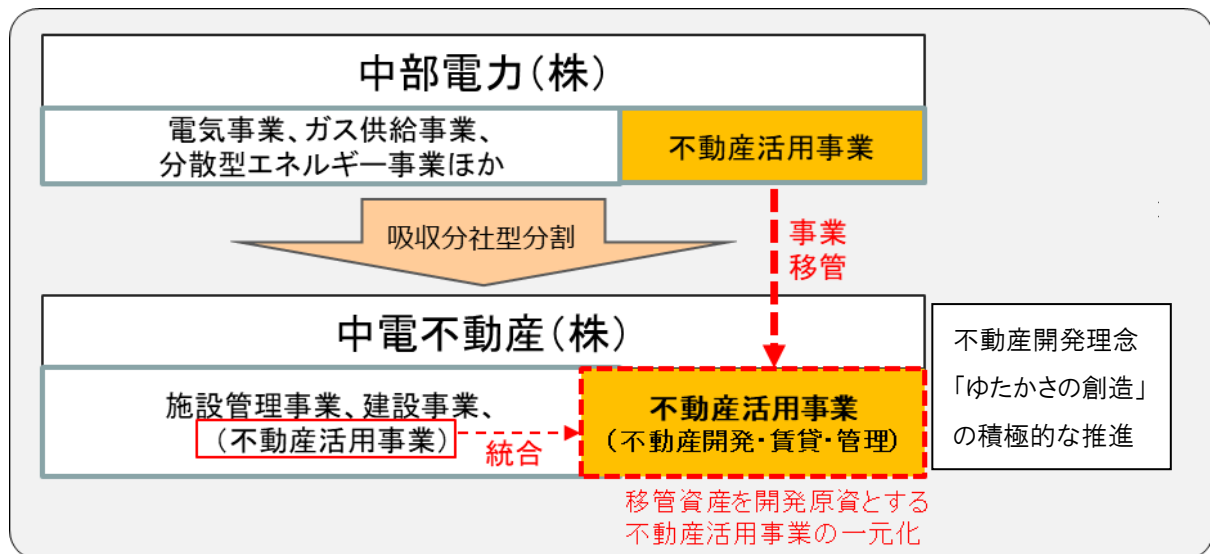 中部電力(株)
電気事業、ガス供給事業、
分散型エネルギー事業ほか
不動産活用事業
吸収分社型分割
事業
移管
中電不動産(株)
施設管理事業、建設事業、
(不動産活用事業)
統合
不動産活用事業
(不動産開発・賃貸・管理)
移管資産を開発原資とする
不動産活用事業の一元化
不動産開発理念
「ゆたかさの創造」
の積極的な推進